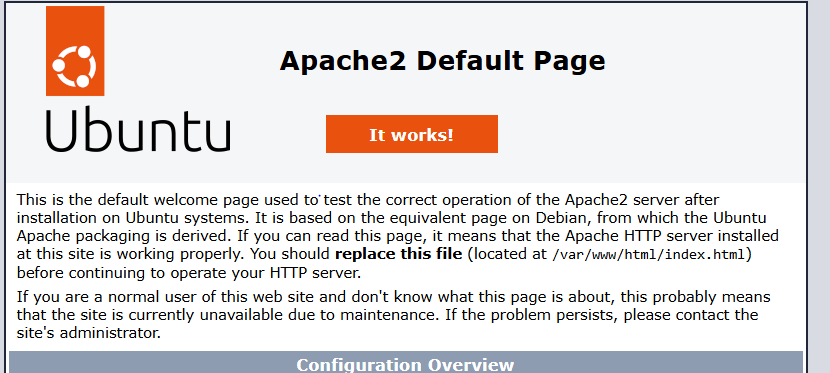 Apache2 Default Page
Ubuntu
It works!
This is the default welcome page used to test the correct operation of the Apache2 server after
installation on Ubuntu systems. It is based on the equivalent page on Debian, from which the Ubuntu
Apache packaging is derived. If you can read this page, it means that the Apache HTTP server installed
at this site is working properly. You should replace this file (located at /var/www/html/index.html)
before continuing to operate your HTTP server.
If you are a normal user of this web site and don't know what this page is about, this probably means
that the site is currently unavailable due to maintenance. If the problem persists, please contact the
site's administrator.
Configuration Overview